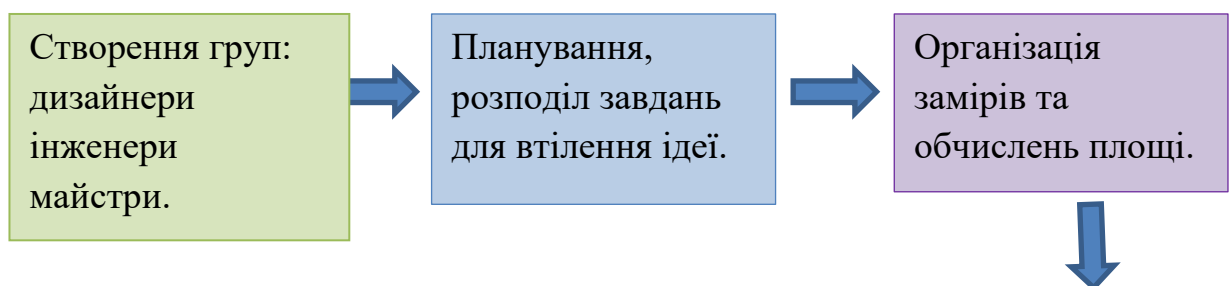 Створення груп:
дизайнери
інженери
майстри.
Планування,
розподіл завдань
для втілення ідеї.
Організація
замірів та
обчислень площі.